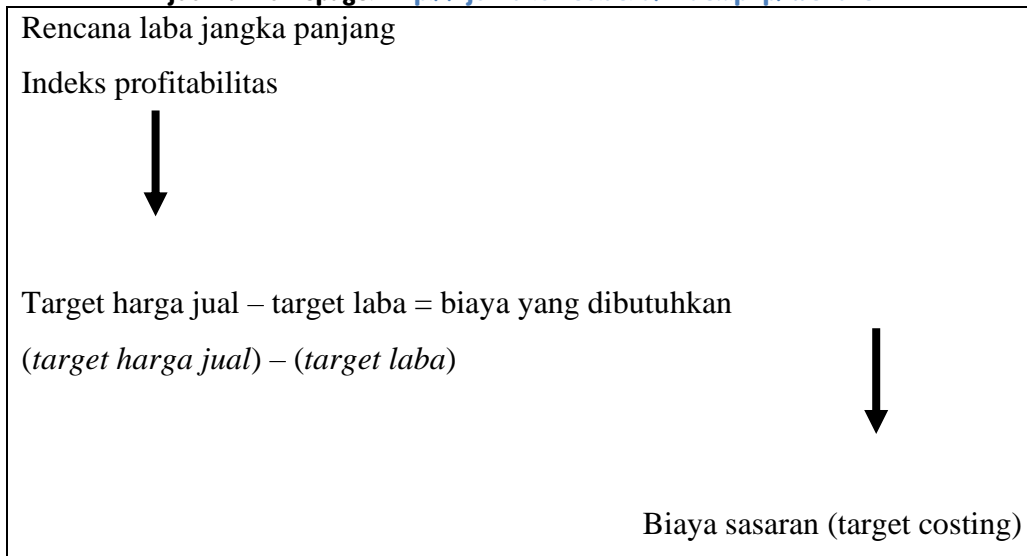 Rencana laba jangka panjang
Indeks profitabilitas
Target harga jual – target laba = biaya yang dibutuhkan
(target harga jual) – (target laba)
Biaya sasaran (target costing)